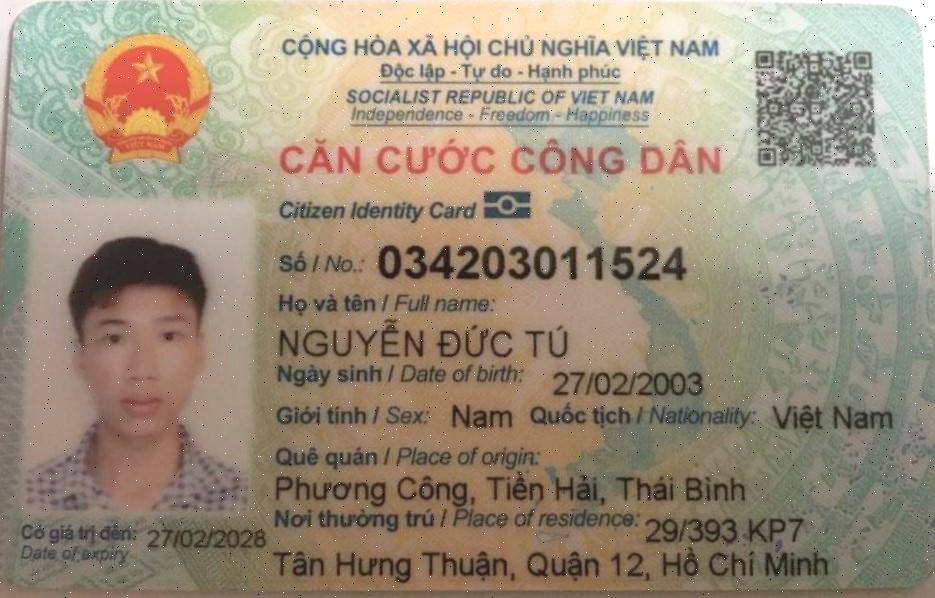 CỘNG HÒA XÃ HỘI CHỦ NGHĨA VIỆT NAM
Độc lập - Tự do - Hạnh phúc
SOCIALIST REPUBLIC OF VIET NAM
Independence - Freedom - Happiness
CĂN CƯỚC CÔNG DÂN
Citizen Identity Card
Số / No.: 034203011524
Họ và tên / Full name:
NGUYỄN ĐỨC TÚ
Ngày sinh / Date of birth: 27/02/2003
Giới tính / Sex: Nam Quốc tịch / Nationality: Việt Nam
Quê quán / Place of origin:
Phương Công, Tiền Hải, Thái Bình
Nơi thường trú / Place of residence: 29/393 KP7
Tân Hưng Thuận, Quận 12, Hồ Chí Minh
Có giá trị đến: 27/02/2028
Date of expiry